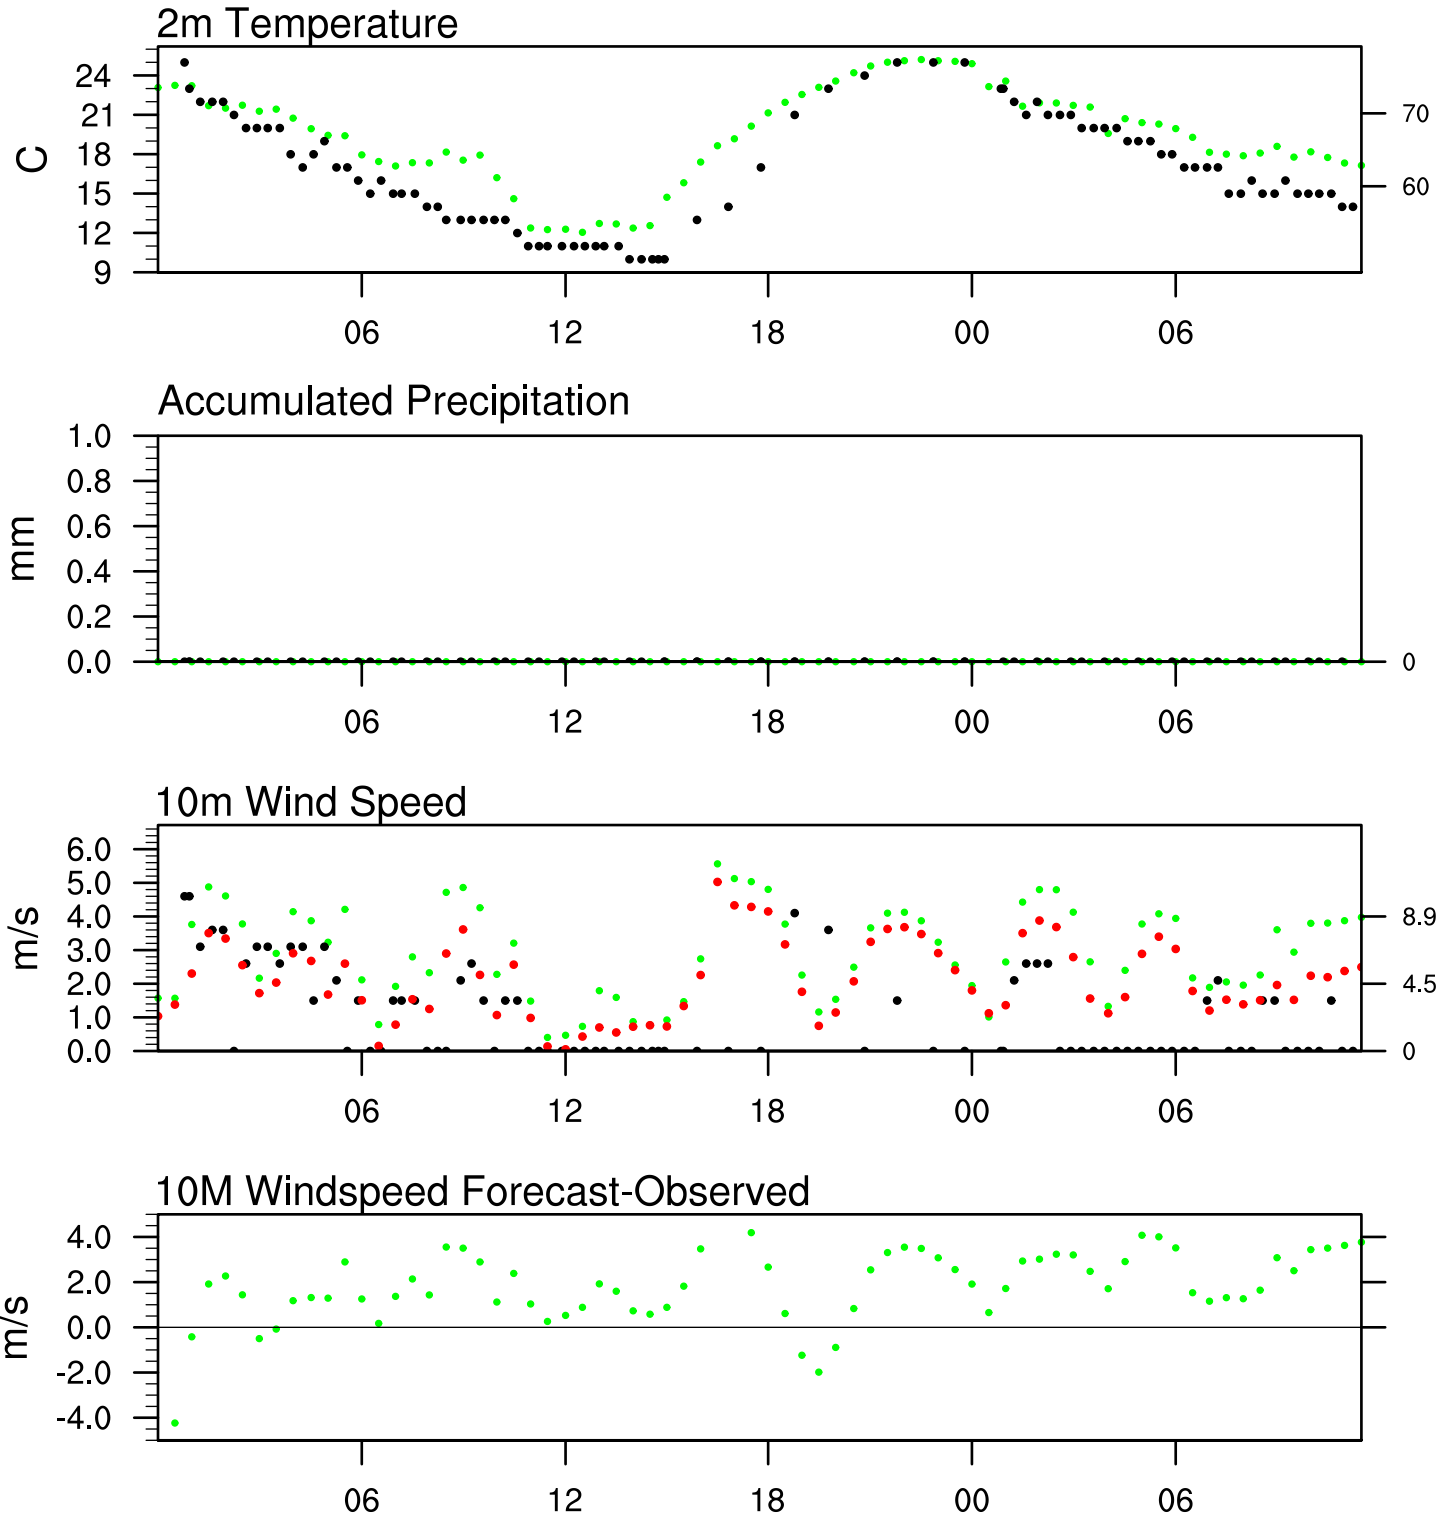 2m Temperature
C
24
21
18
15
12
9
70
60
06 12 18 00 06
Accumulated Precipitation
mm
1.0
0.8
0.6
0.4
0.2
0.0
0
06 12 18 00 06
10m Wind Speed
m/s
6.0
5.0
4.0
3.0
2.0
1.0
0.0
8.9
4.5
0
06 12 18 00 06
10M Windspeed Forecast-Observed
m/s
4.0
2.0
0.0
-2.0
-4.0
06 12 18 00 06